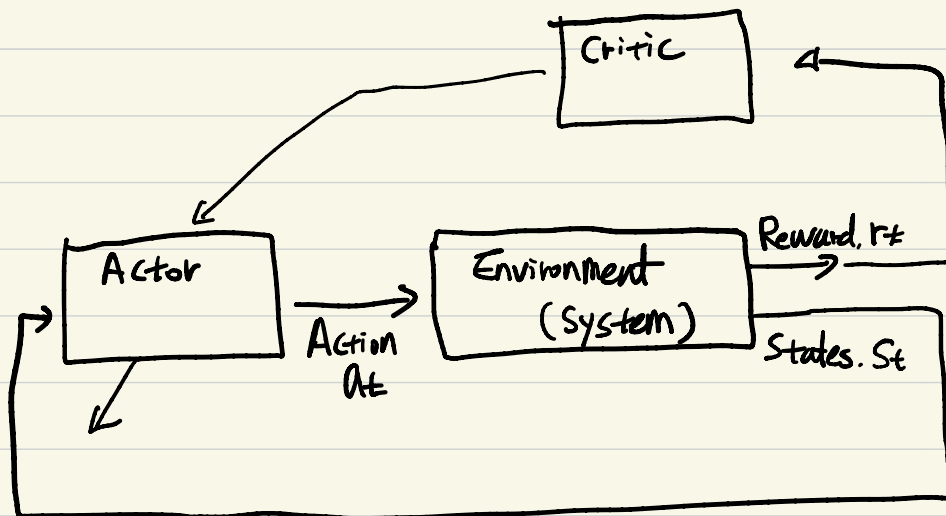 Critic
Reward. rt
Actor
Environment
(System)
Action
at
States. St